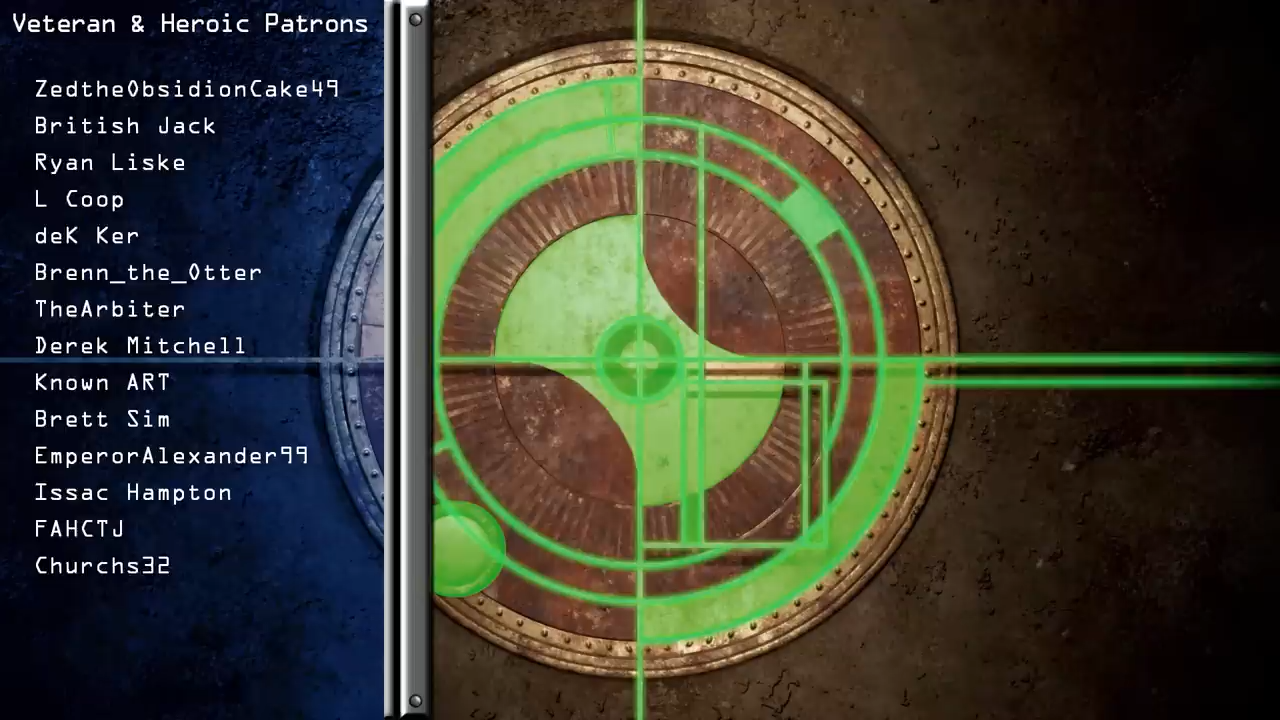 Veteran & Heroic Patrons
ZedtheObsidionCake49
British Jack
Ryan Liske
L Coop
deK Ker
Brenn_the_Otter
TheArbiter
Derek Mitchell
Known ART
Brett Sim
EmperorAlexander99
Issac Hampton
FAHCTJ
Churchs32